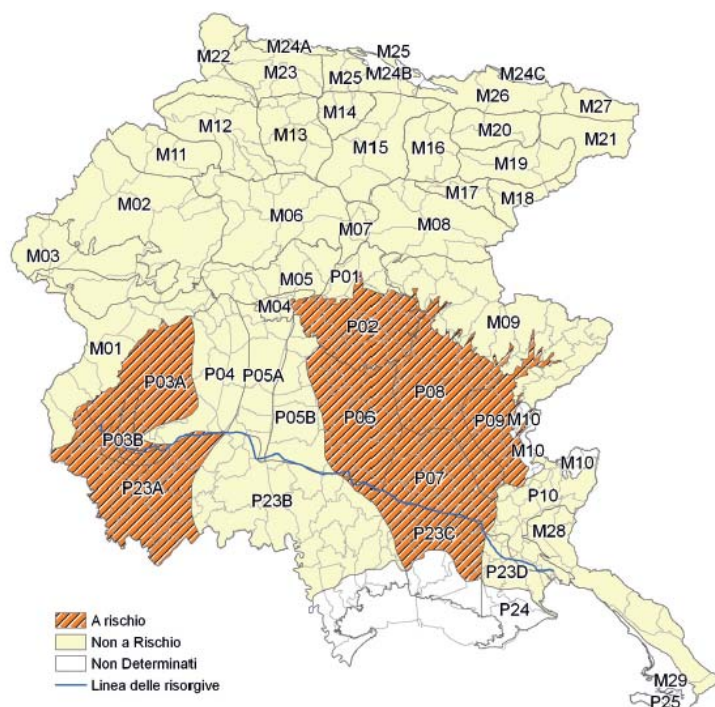 M24A
M25
M22
M23
M25
M24B
M24C
M26
M27
M14
M12
M13
M20
M21
M15
M16
M11
M19
M02
M17
M18
M06
M08
M07
M03
M05
P01
M04
M09
P02
M01
P03A
P04
P05A
P08
P05B
P06
P09
M10
P03B
M10
M10
P23A
P07
P10
P23B
M28
P23C
P23D
P24
M29
P25
A rischio
Non a Rischio
Non Determinati
Linea delle risorgive